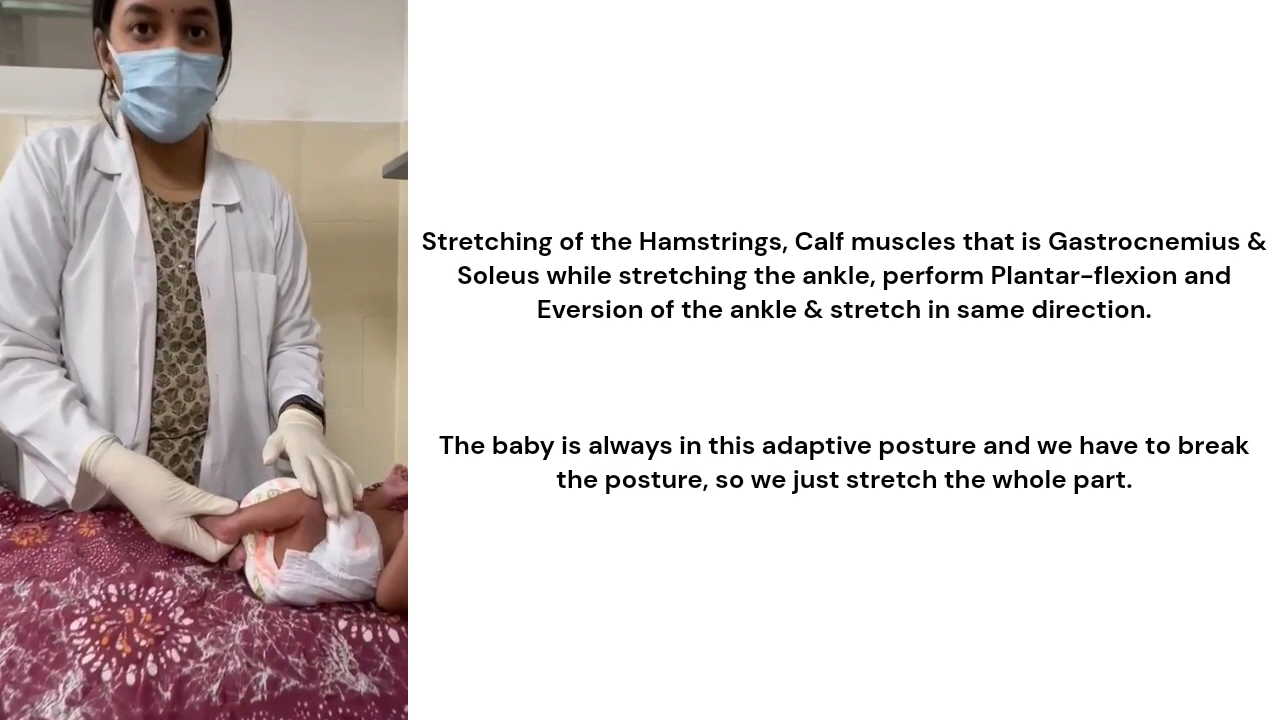 Stretching of the Hamstrings, Calf muscles that is Gastrocnemius &
Soleus while stretching the ankle, perform Plantar-flexion and
Eversion of the ankle & stretch in same direction.
The baby is always in this adaptive posture and we have to break
the posture, so we just stretch the whole part.